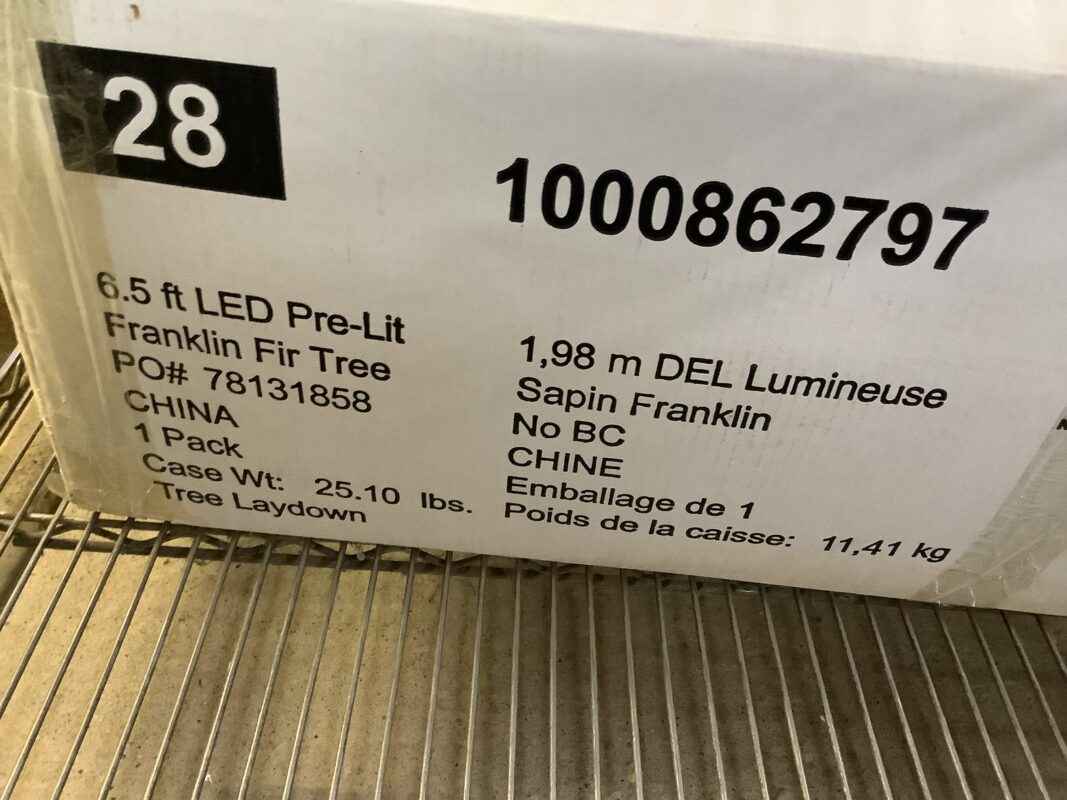 28
1000862797
6.5 ft LED Pre-Lit
Franklin Fir Tree
PO# 78131858
CHINA
1 Pack
Case Wt: 25.10 lbs.
Tree Laydown
1,98 m DEL Lumineuse
Sapin Franklin
No BC
CHINE
Emballage de 1
Poids de la caisse: 11,41 kg